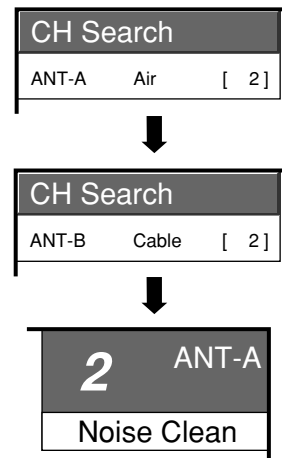 CH Search
ANT-A Air [ 2]
CH Search
ANT-B Cable [ 2]
2 ANT-A
Noise Clean